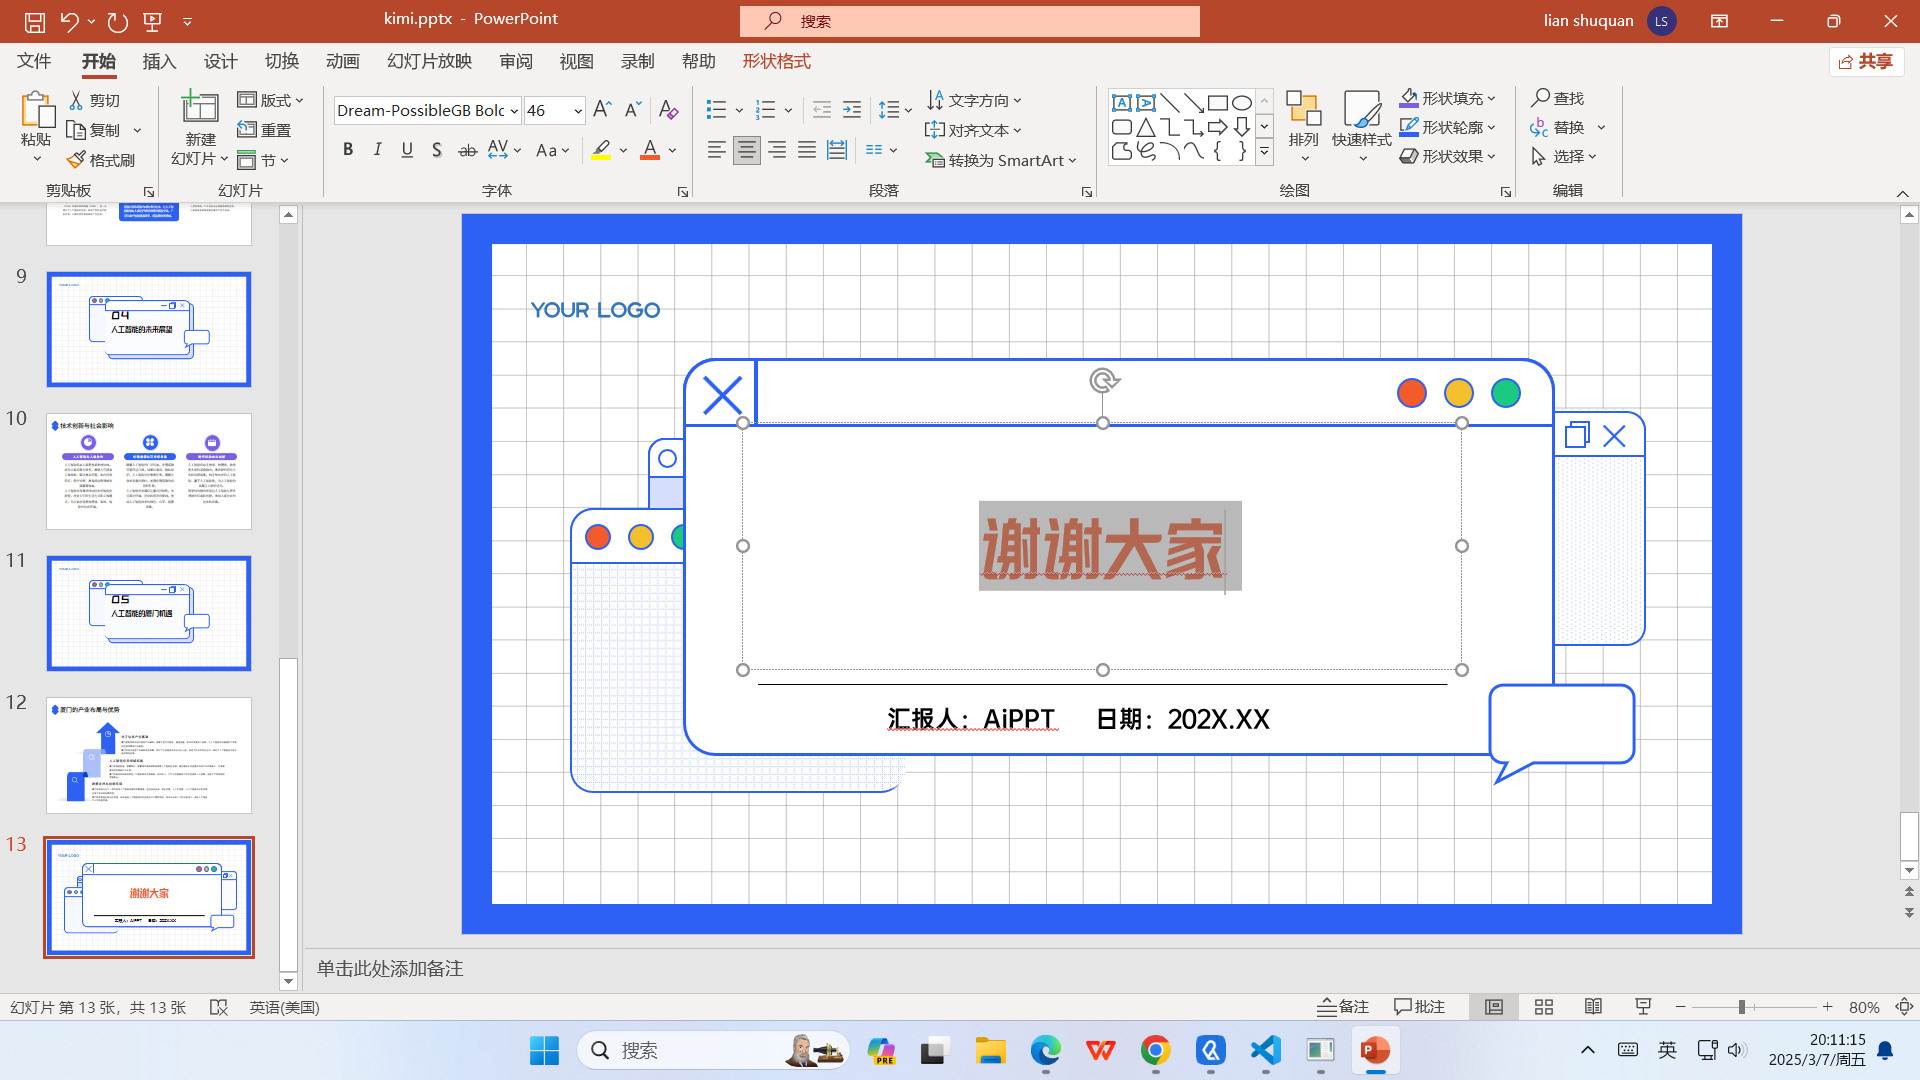 kimi.pptx - PowerPoint
搜索
lian shuquan
LS
文件
开始
插入
设计
切换
动画
幻灯片放映
审阅
视图
录制
帮助
形状格式
共享
粘贴
剪切
复制
格式刷
剪贴板
新建
幻灯片
版式
重置
节
幻灯片
Dream-PossibleGB Bolc
46
字体
文字方向
对齐文本
转换为 SmartArt
段落
排列
快速样式
形状填充
形状轮廓
形状效果
绘图
查找
替换
选择
编辑
9
04
人工智能的未来展望
10
技术创新与社会影响
11
05
人工智能的厦门机遇
12
厦门的产业布局与优势
13
YOUR LOGO
谢谢大家
汇报人：AiPPT 日期：202X.XX
YOUR LOGO
谢谢大家
汇报人：AiPPT 日期：202X.XX
单击此处添加备注
幻灯片 第 13 张，共 13 张
英语(美国)
备注
批注
80%
搜索
PRE
英
20:11:15
2025/3/7/周五